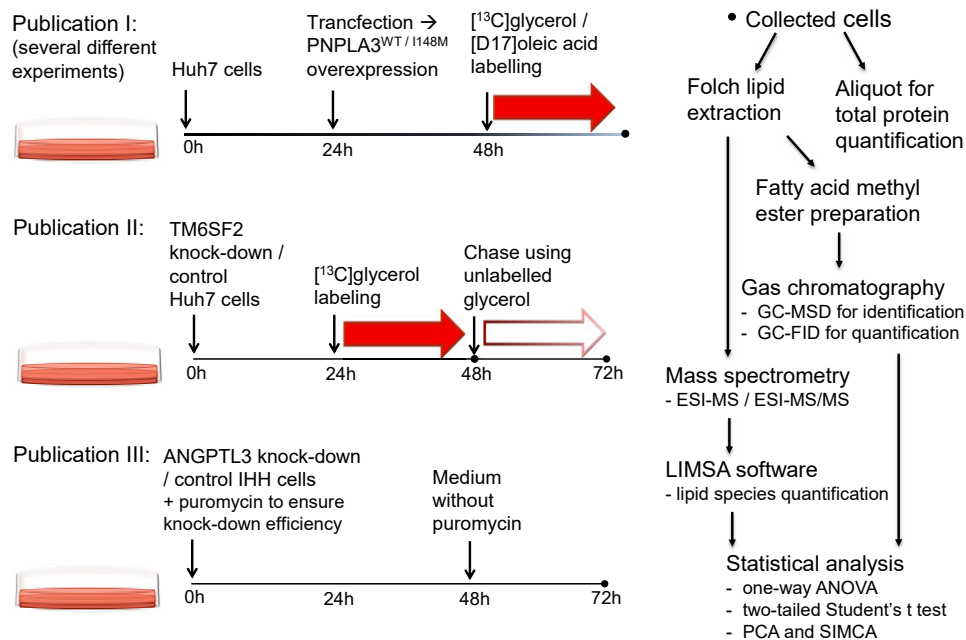 Publication I:
(several different
experiments)
Huh7 cells
Trancfection →
PNPLA3WT / I148M
overexpression
[13C]glycerol /
[D17]oleic acid
labelling
0h
24h
48h
Publication II:
TM6SF2
knock-down /
control
Huh7 cells
[13C]glycerol
labeling
Chase using
unlabelled
glycerol
0h
24h
48h
72h
Publication III:
ANGPTL3 knock-down
/ control IHH cells
+ puromycin to ensure
knock-down efficiency
Medium
without
puromycin
0h
24h
48h
72h
• Collected cells
Folch lipid
extraction
Aliquot for
total protein
quantification
Fatty acid methyl
ester preparation
Gas chromatography
- GC-MSD for identification
- GC-FID for quantification
Mass spectrometry
- ESI-MS / ESI-MS/MS
LIMSA software
- lipid species quantification
Statistical analysis
- one-way ANOVA
- two-tailed Student's t test
- PCA and SIMCA